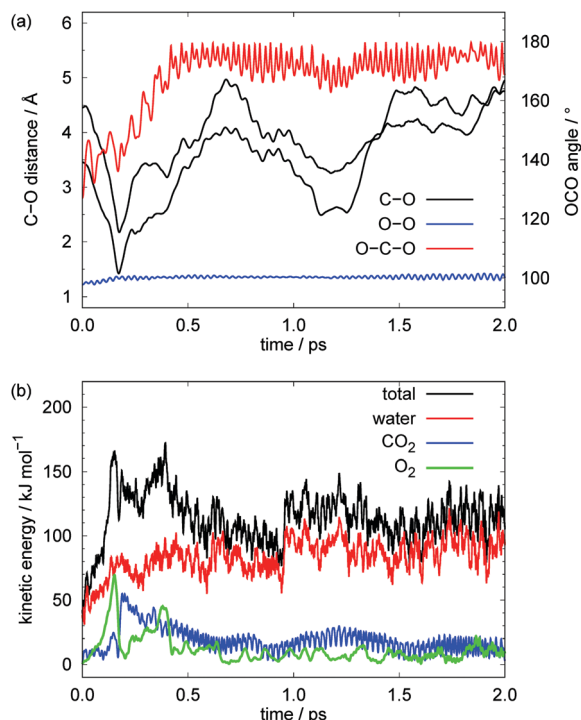 (a)
6
5
4
3
2
1
C–O distance / Å
180
160
140
120
100
OCO angle / °
C–O
O–O
O–C–O
0.0 0.5 1.0 1.5 2.0
time / ps
(b)
200
150
100
50
0
kinetic energy / kJ mol⁻¹
total
water
CO₂
O₂
0.0 0.5 1.0 1.5 2.0
time / ps